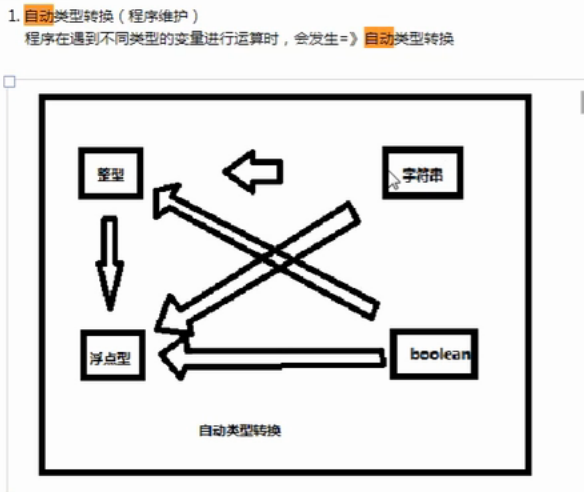 1. 自动类型转换（程序维护）
程序在遇到不同类型的变量进行运算时，会发生=》自动类型转换
整型
字符串
浮点型
boolean
自动类型转换